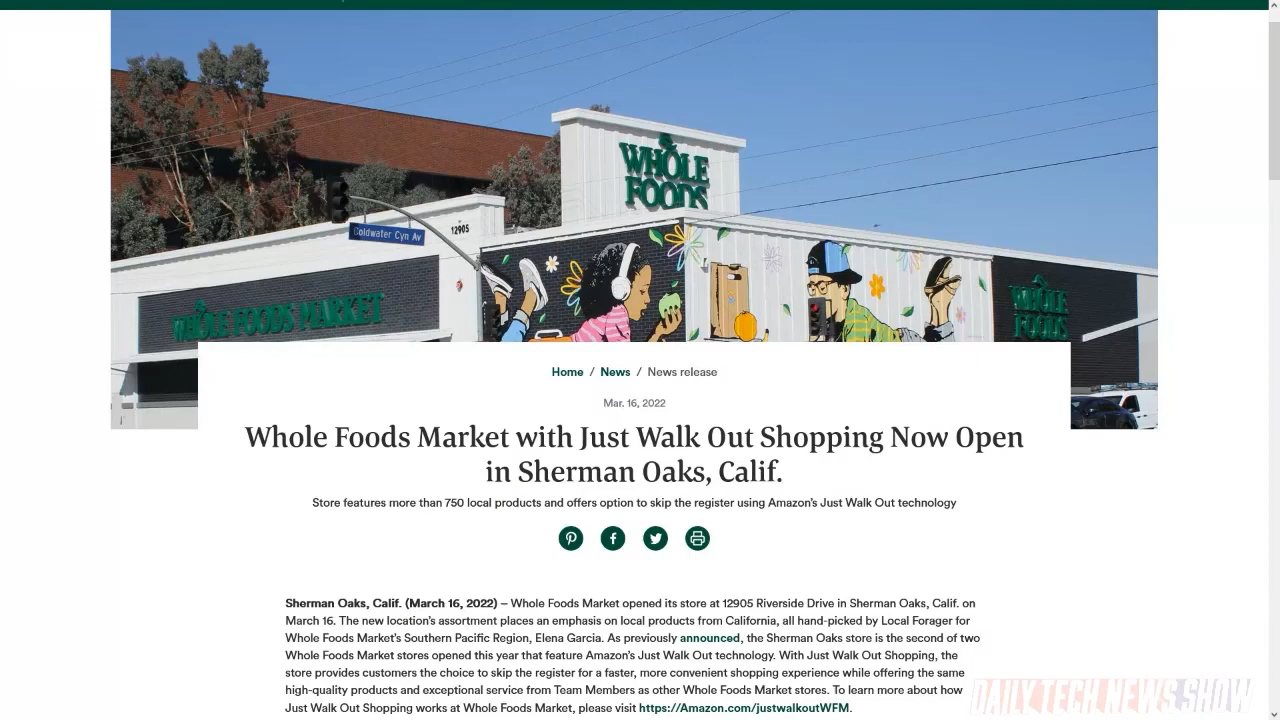 WHOLE
FOODS
12905
Coldwater Cyn Av
WHOLE FOODS MARKET
WHOLE
FOODS
Home / News / News release
Mar. 16, 2022
Whole Foods Market with Just Walk Out Shopping Now Open
in Sherman Oaks, Calif.
Store features more than 750 local products and offers option to skip the register using Amazon's Just Walk Out technology
Sherman Oaks, Calif. (March 16, 2022) – Whole Foods Market opened its store at 12905 Riverside Drive in Sherman Oaks, Calif. on
March 16. The new location's assortment places an emphasis on local products from California, all hand-picked by Local Forager for
Whole Foods Market's Southern Pacific Region, Elena Garcia. As previously announced, the Sherman Oaks store is the second of two
Whole Foods Market stores opened this year that feature Amazon's Just Walk Out technology. With Just Walk Out Shopping, the
store provides customers the choice to skip the register for a faster, more convenient shopping experience while offering the same
high-quality products and exceptional service from Team Members as other Whole Foods Market stores. To learn more about how
Just Walk Out Shopping works at Whole Foods Market, please visit https://Amazon.com/justwalkoutWFM.
DAILY TECH NEWS SHOW